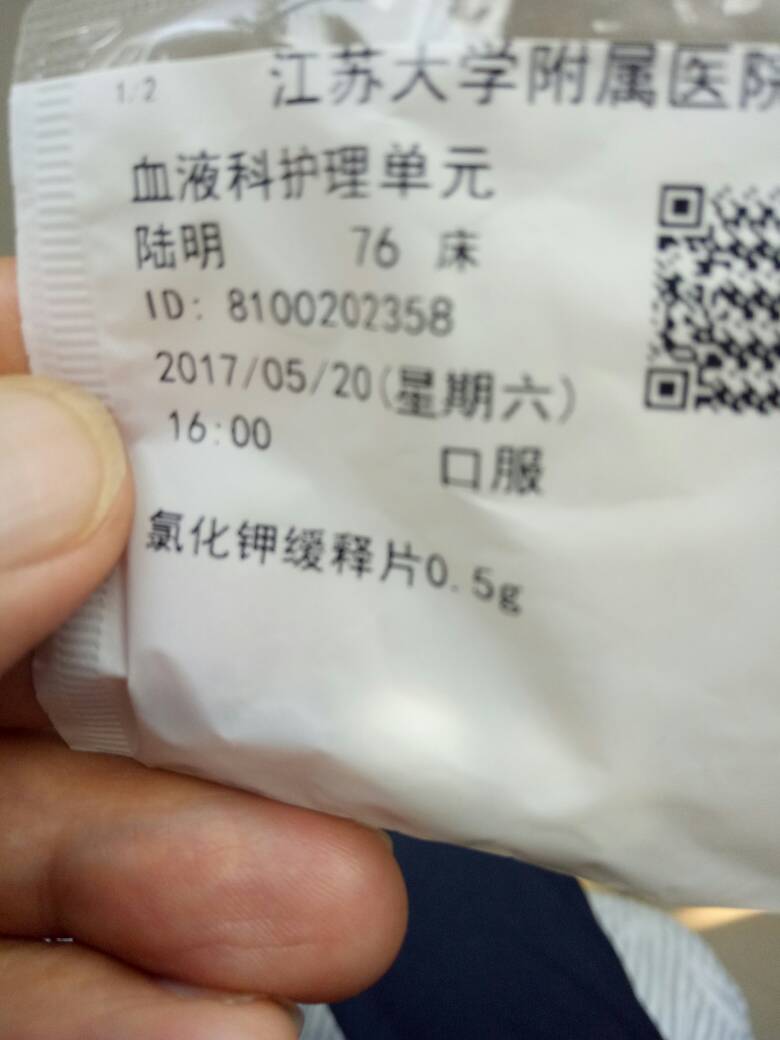 1/2 江苏大学附属医院
血液科护理单元
陆明 76 床
ID: 8100202358
2017/05/20(星期六)
16:00 口服
氯化钾缓释片0.5g